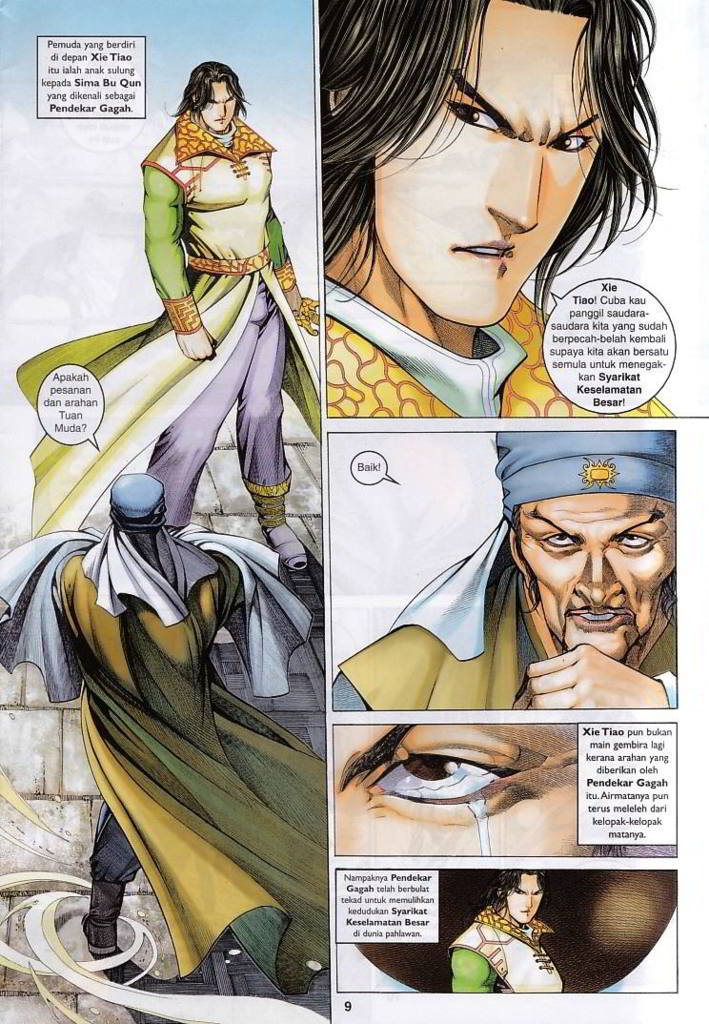 Pemuda yang berdiri
di depan Xie Tiao
itu ialah anak sulung
kepada Sima Bu Qun
yang dikenali sebagai
Pendekar Gagah.
Apakah
pesanan
dan arahan
Tuan
Muda?
Xie
Tiao! Cuba kau
panggil saudara-
saudara kita yang sudah
berpecah-belah kembali
supaya kita akan bersatu
semula untuk menegak-
kan Syarikat
Keselamatan
Besar!
Baik!
Xie Tiao pun bukan
main gembira lagi
kerana arahan yang
diberikan oleh
Pendekar Gagah
itu. Airmatanya pun
terus meleleh dari
kelopak-kelopak
matanya.
Nampaknya Pendekar
Gagah telah berbulat
tekad untuk memulihkan
kedudukan Syarikat
Keselamatan Besar
di dunia pahlawan.
9